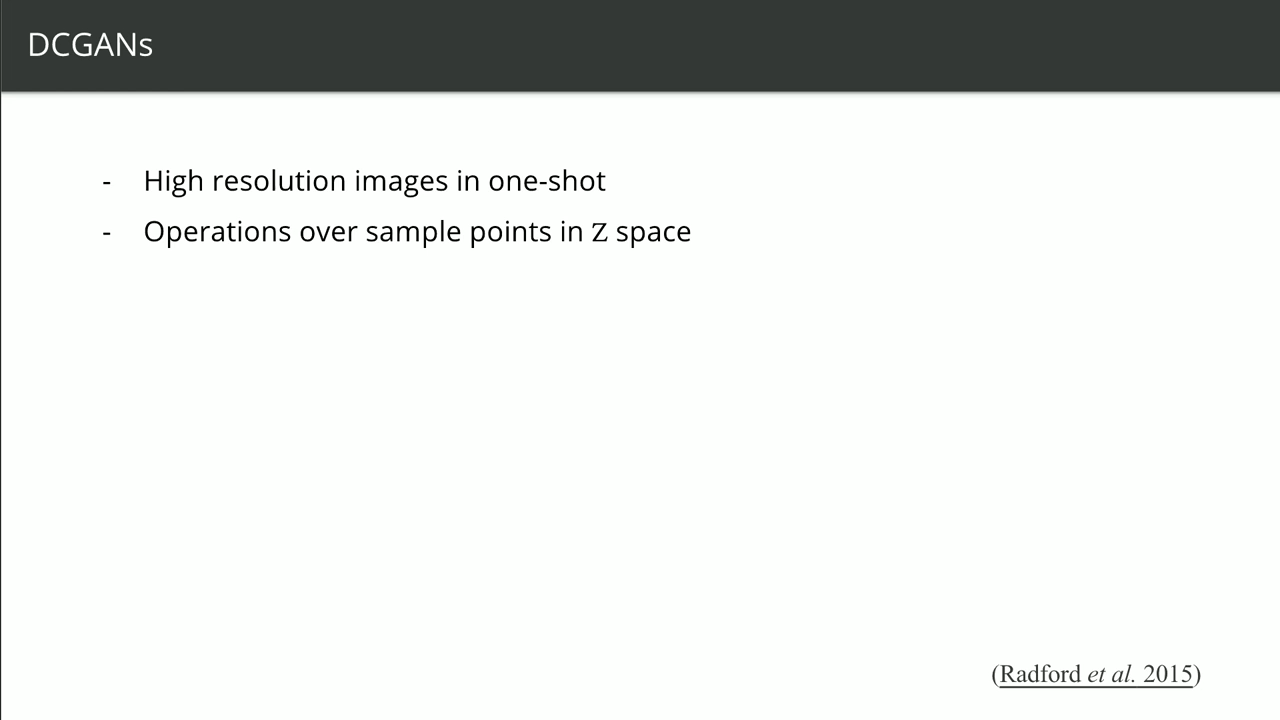 DCGANs
- High resolution images in one-shot
- Operations over sample points in Z space
(Radford et al. 2015)